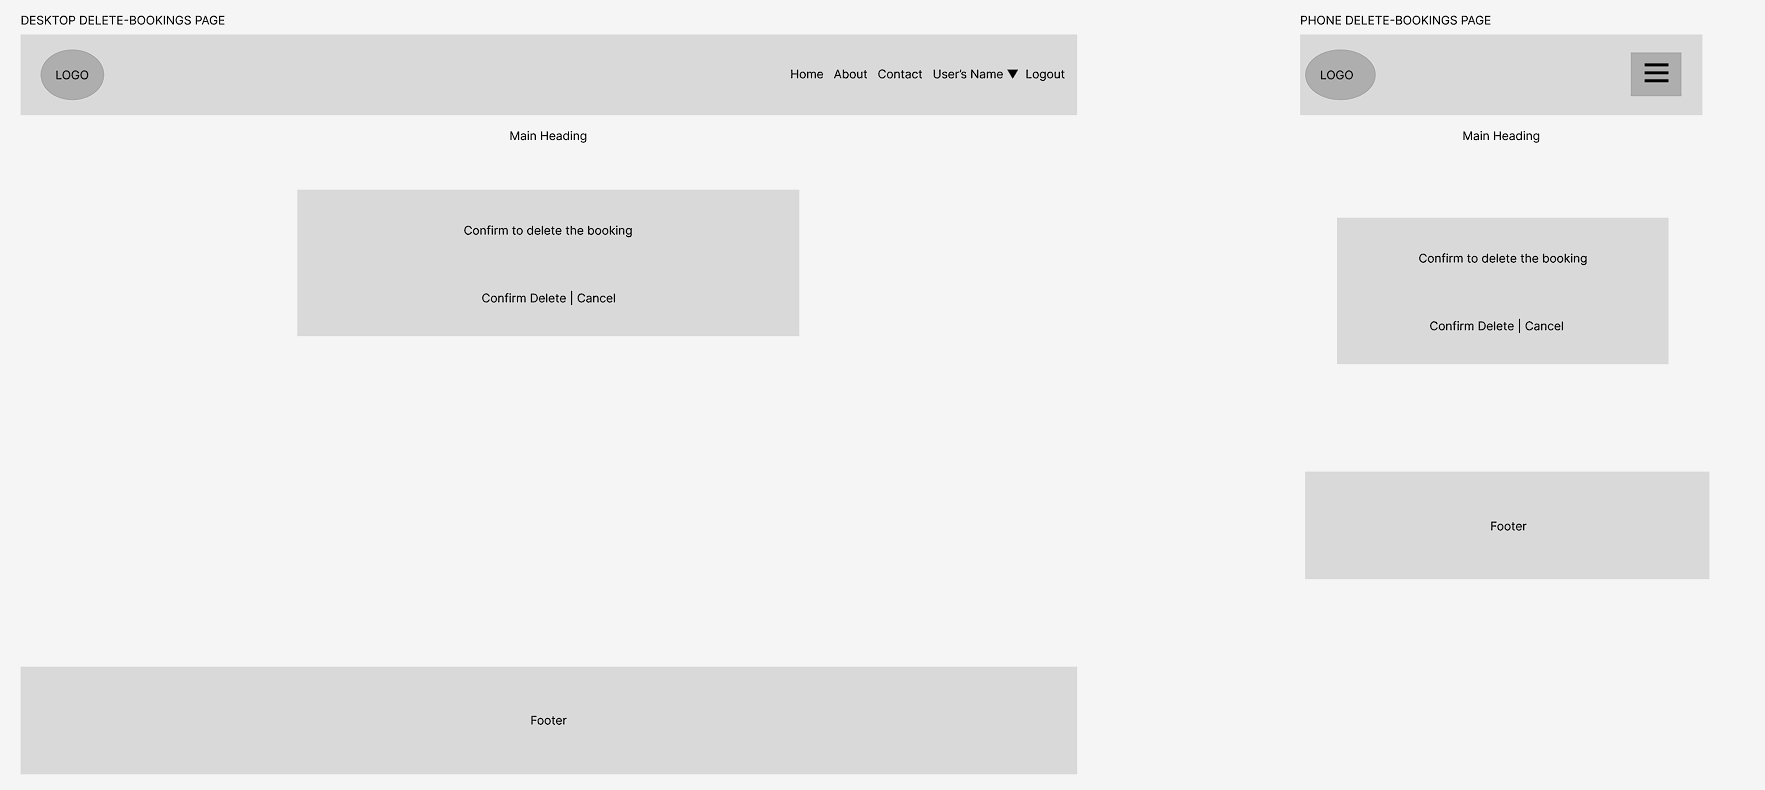 DESKTOP DELETE-BOOKINGS PAGE
LOGO
Home About Contact User's Name ▼ Logout
Main Heading
Confirm to delete the booking
Confirm Delete | Cancel
Footer
PHONE DELETE-BOOKINGS PAGE
LOGO
Main Heading
Confirm to delete the booking
Confirm Delete | Cancel
Footer